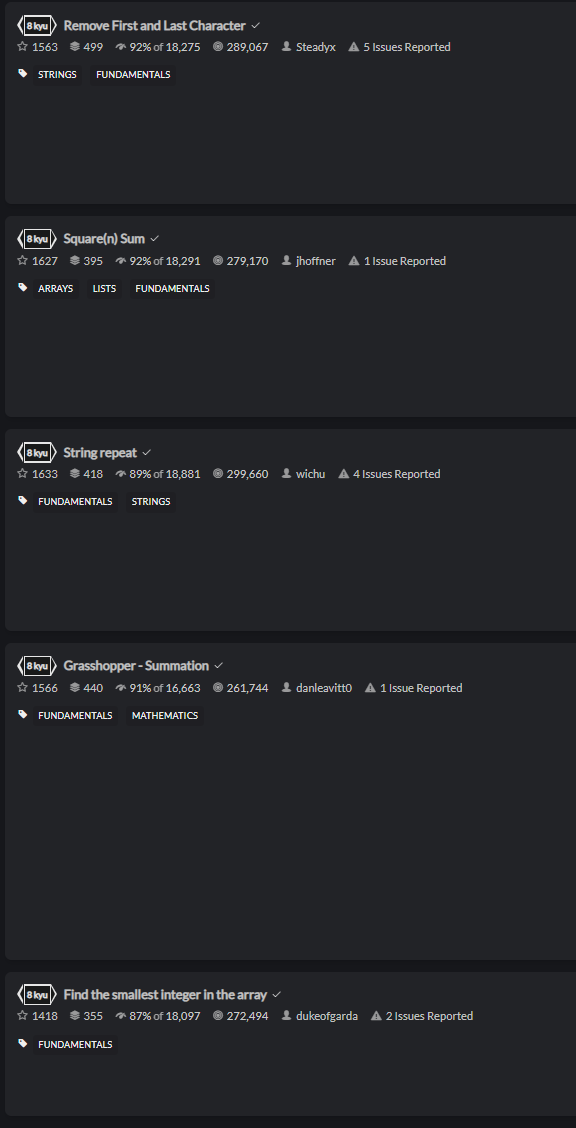 8 kyu Remove First and Last Character
1563 499 92% of 18,275 289,067 Steadyx 5 Issues Reported
STRINGS FUNDAMENTALS
8 kyu Square(n) Sum
1627 395 92% of 18,291 279,170 jhoffner 1 Issue Reported
ARRAYS LISTS FUNDAMENTALS
8 kyu String repeat
1633 418 89% of 18,881 299,660 wichu 4 Issues Reported
FUNDAMENTALS STRINGS
8 kyu Grasshopper - Summation
1566 440 91% of 16,663 261,744 danleavitt0 1 Issue Reported
FUNDAMENTALS MATHEMATICS
8 kyu Find the smallest integer in the array
1418 355 87% of 18,097 272,494 dukeofgarda 2 Issues Reported
FUNDAMENTALS